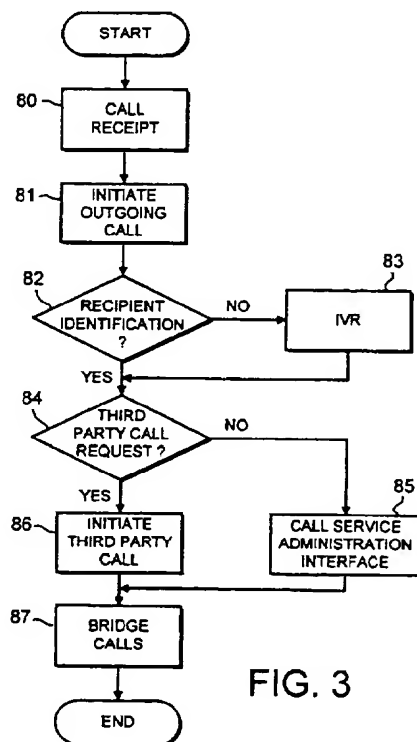 START
80
CALL
RECEIPT
81
INITIATE
OUTGOING
CALL
82
RECIPIENT
IDENTIFICATION
?
NO
83
IVR
YES
84
THIRD
PARTY CALL
REQUEST ?
NO
YES
85
CALL SERVICE
ADMINISTRATION
INTERFACE
86
INITIATE
THIRD PARTY
CALL
87
BRIDGE
CALLS
END
FIG. 3